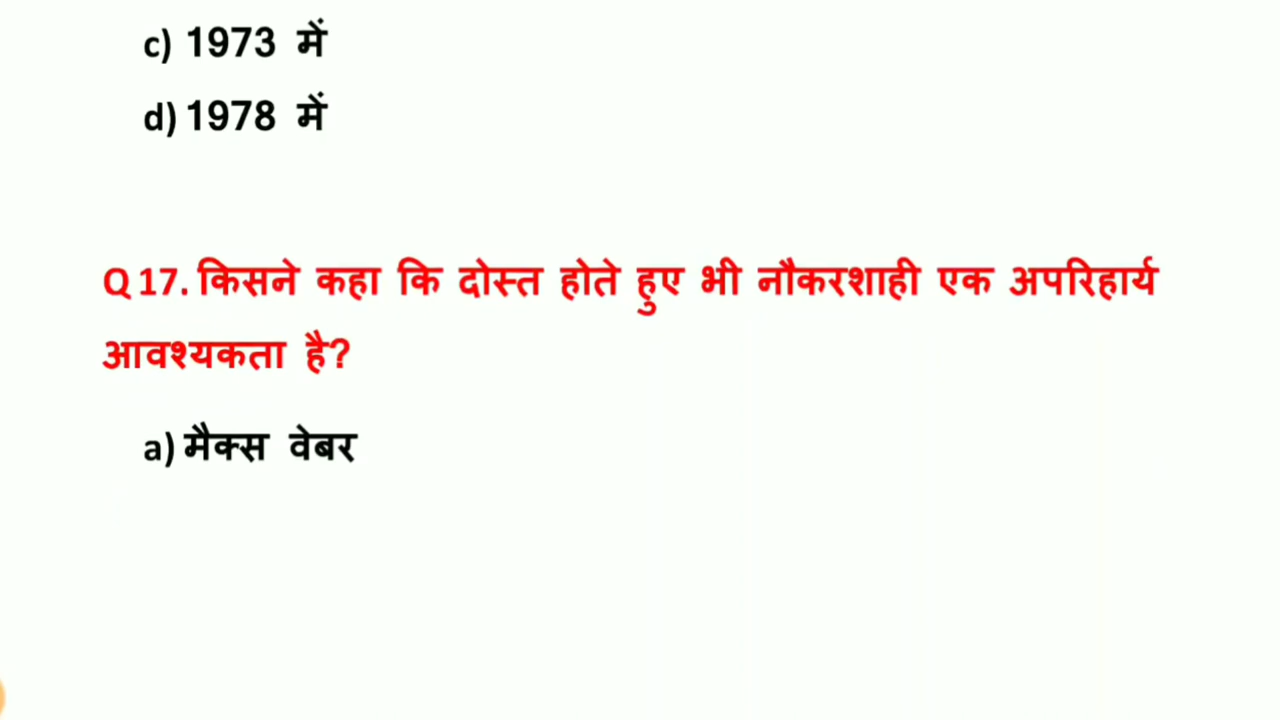 c) 1973 में
d) 1978 में
Q 17. किसने कहा कि दोस्त होते हुए भी नौकरशाही एक अपरिहार्य
आवश्यकता है?
a) मैक्स वेबर